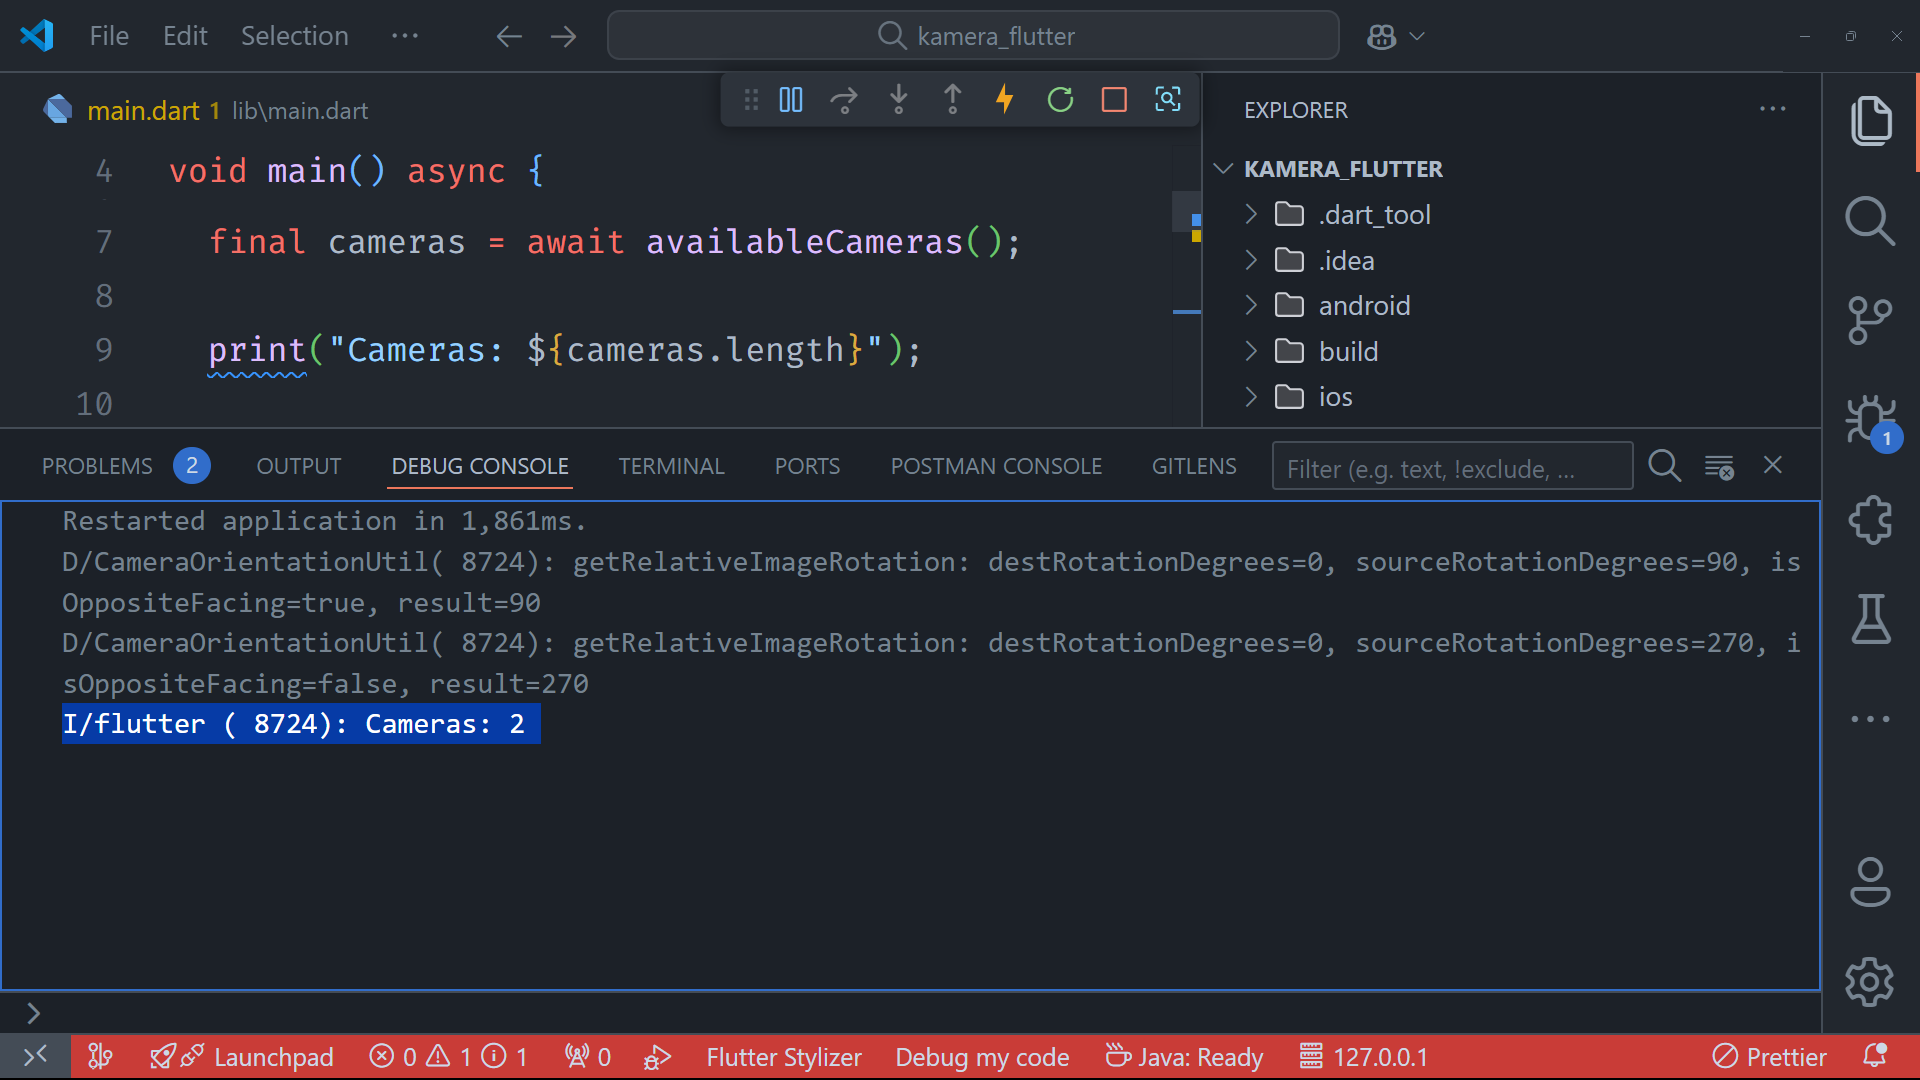 File Edit Selection ···
kamera_flutter
main.dart 1 lib\main.dart
4 void main() async {
7 final cameras = await availableCameras();
8
9 print("Cameras: ${cameras.length}");
10
EXPLORER
KAMERA_FLUTTER
.dart_tool
.idea
android
build
ios
1
PROBLEMS 2 OUTPUT DEBUG CONSOLE TERMINAL PORTS POSTMAN CONSOLE GITLENS Filter (e.g. text, !exclude, ...
Restarted application in 1,861ms.
D/CameraOrientationUtil( 8724): getRelativeImageRotation: destRotationDegrees=0, sourceRotationDegrees=90, is
OppositeFacing=true, result=90
D/CameraOrientationUtil( 8724): getRelativeImageRotation: destRotationDegrees=0, sourceRotationDegrees=270, i
sOppositeFacing=false, result=270
I/flutter ( 8724): Cameras: 2
Launchpad 0 1 1 0 Flutter Stylizer Debug my code Java: Ready 127.0.0.1 Prettier